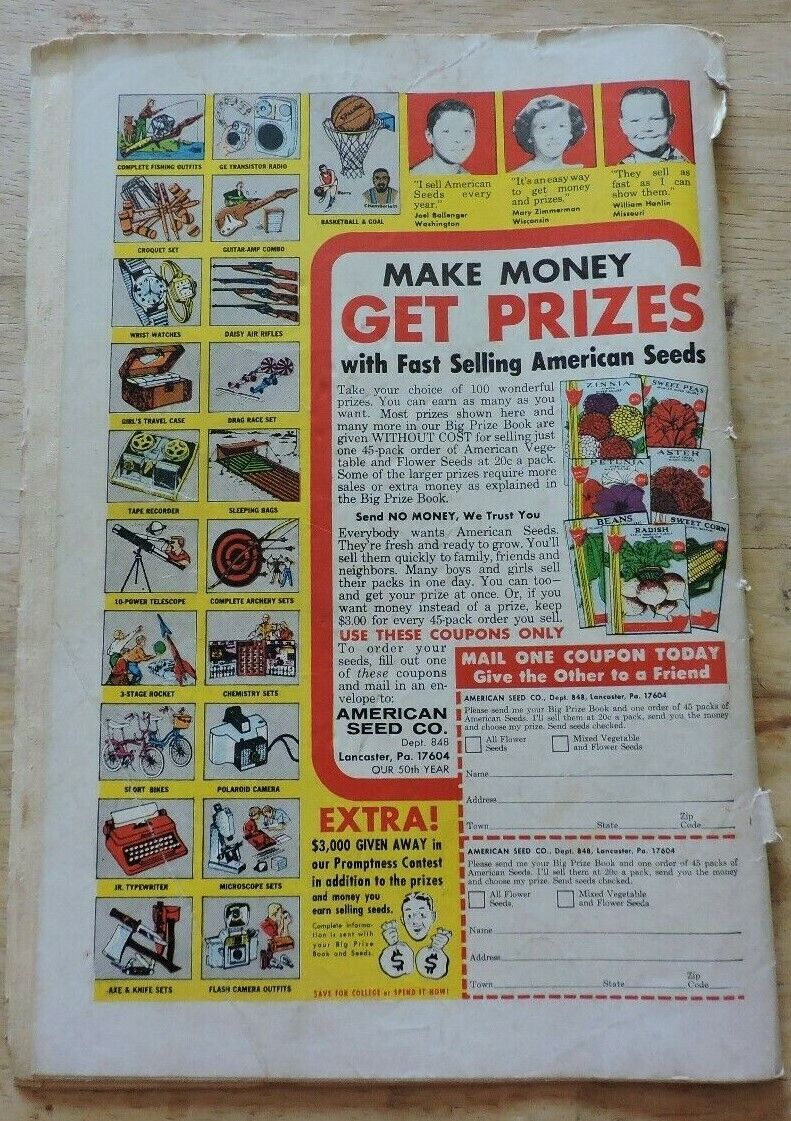 COMPLETE FISHING OUTFITS
GE TRANSISTOR RADIO
SPALDING
Barry
Chamberlain
BASKETBALL & GOAL
CROQUET SET
GUITAR-AMP COMBO
WRIST WATCHES
DAISY AIR RIFLES
GIRL'S TRAVEL CASE
DRAG RACE SET
TAPE RECORDER
SLEEPING BAGS
10-POWER TELESCOPE
COMPLETE ARCHERY SETS
3-STAGE ROCKET
CHEMISTRY SETS
SPORT BIKES
POLAROID CAMERA
JR. TYPEWRITER
MICROSCOPE SETS
AXE & KNIFE SETS
FLASH CAMERA OUTFITS
"I sell American
Seeds every
year."
Joel Ballenger
Washington
"It's an easy way
to get money
and prizes."
Mary Zimmerman
Wisconsin
"They sell as
fast as I can
show them."
William Hanlin
Missouri
MAKE MONEY
GET PRIZES
with Fast Selling American Seeds
Take your choice of 100 wonderful
prizes. You can earn as many as you
want. Most prizes shown here and
many more in our Big Prize Book are
given WITHOUT COST for selling just
one 45-pack order of American Vege-
table and Flower Seeds at 20c a pack.
Some of the larger prizes require more
sales or extra money as explained in
the Big Prize Book.
Send NO MONEY, We Trust You
Everybody wants American Seeds.
They're fresh and ready to grow. You'll
sell them quickly to family, friends and
neighbors. Many boys and girls sell
their packs in one day. You can too—
and get your prize at once. Or, if you
want money instead of a prize, keep
$3.00 for every 45-pack order you sell.
ZINNIA
SWEET PEAS
PETUNIA
ASTER
BEANS
RADISH
SWEET CORN
USE THESE COUPONS ONLY
To order your
seeds, fill out one
of these coupons
and mail in an en-
velope to:
AMERICAN
SEED CO.
Dept. 848
Lancaster, Pa. 17604
OUR 50th YEAR
EXTRA!
$3,000 GIVEN AWAY in
our Promptness Contest
in addition to the prizes
and money you
earn selling seeds.
Complete informa-
tion is sent with
your Big Prize
Book and Seeds.
$ $
SAVE FOR COLLEGE or SPEND IT NOW!
MAIL ONE COUPON TODAY
Give the Other to a Friend
AMERICAN SEED CO., Dept. 848, Lancaster, Pa. 17604
Please send me your Big Prize Book and one order of 45 packs of
American Seeds. I'll sell them at 20c a pack, send you the money
and choose my prize. Send seeds checked.
All Flower Seeds
Mixed Vegetable and Flower Seeds
Name
Address
Town State Zip Code
AMERICAN SEED CO., Dept. 848, Lancaster, Pa. 17604
Please send me your Big Prize Book and one order of 45 packs of
American Seeds. I'll sell them at 20c a pack, send you the money
and choose my prize. Send seeds checked.
All Flower Seeds.
Mixed Vegetable and Flower Seeds
Name
Address
Town State Zip Code